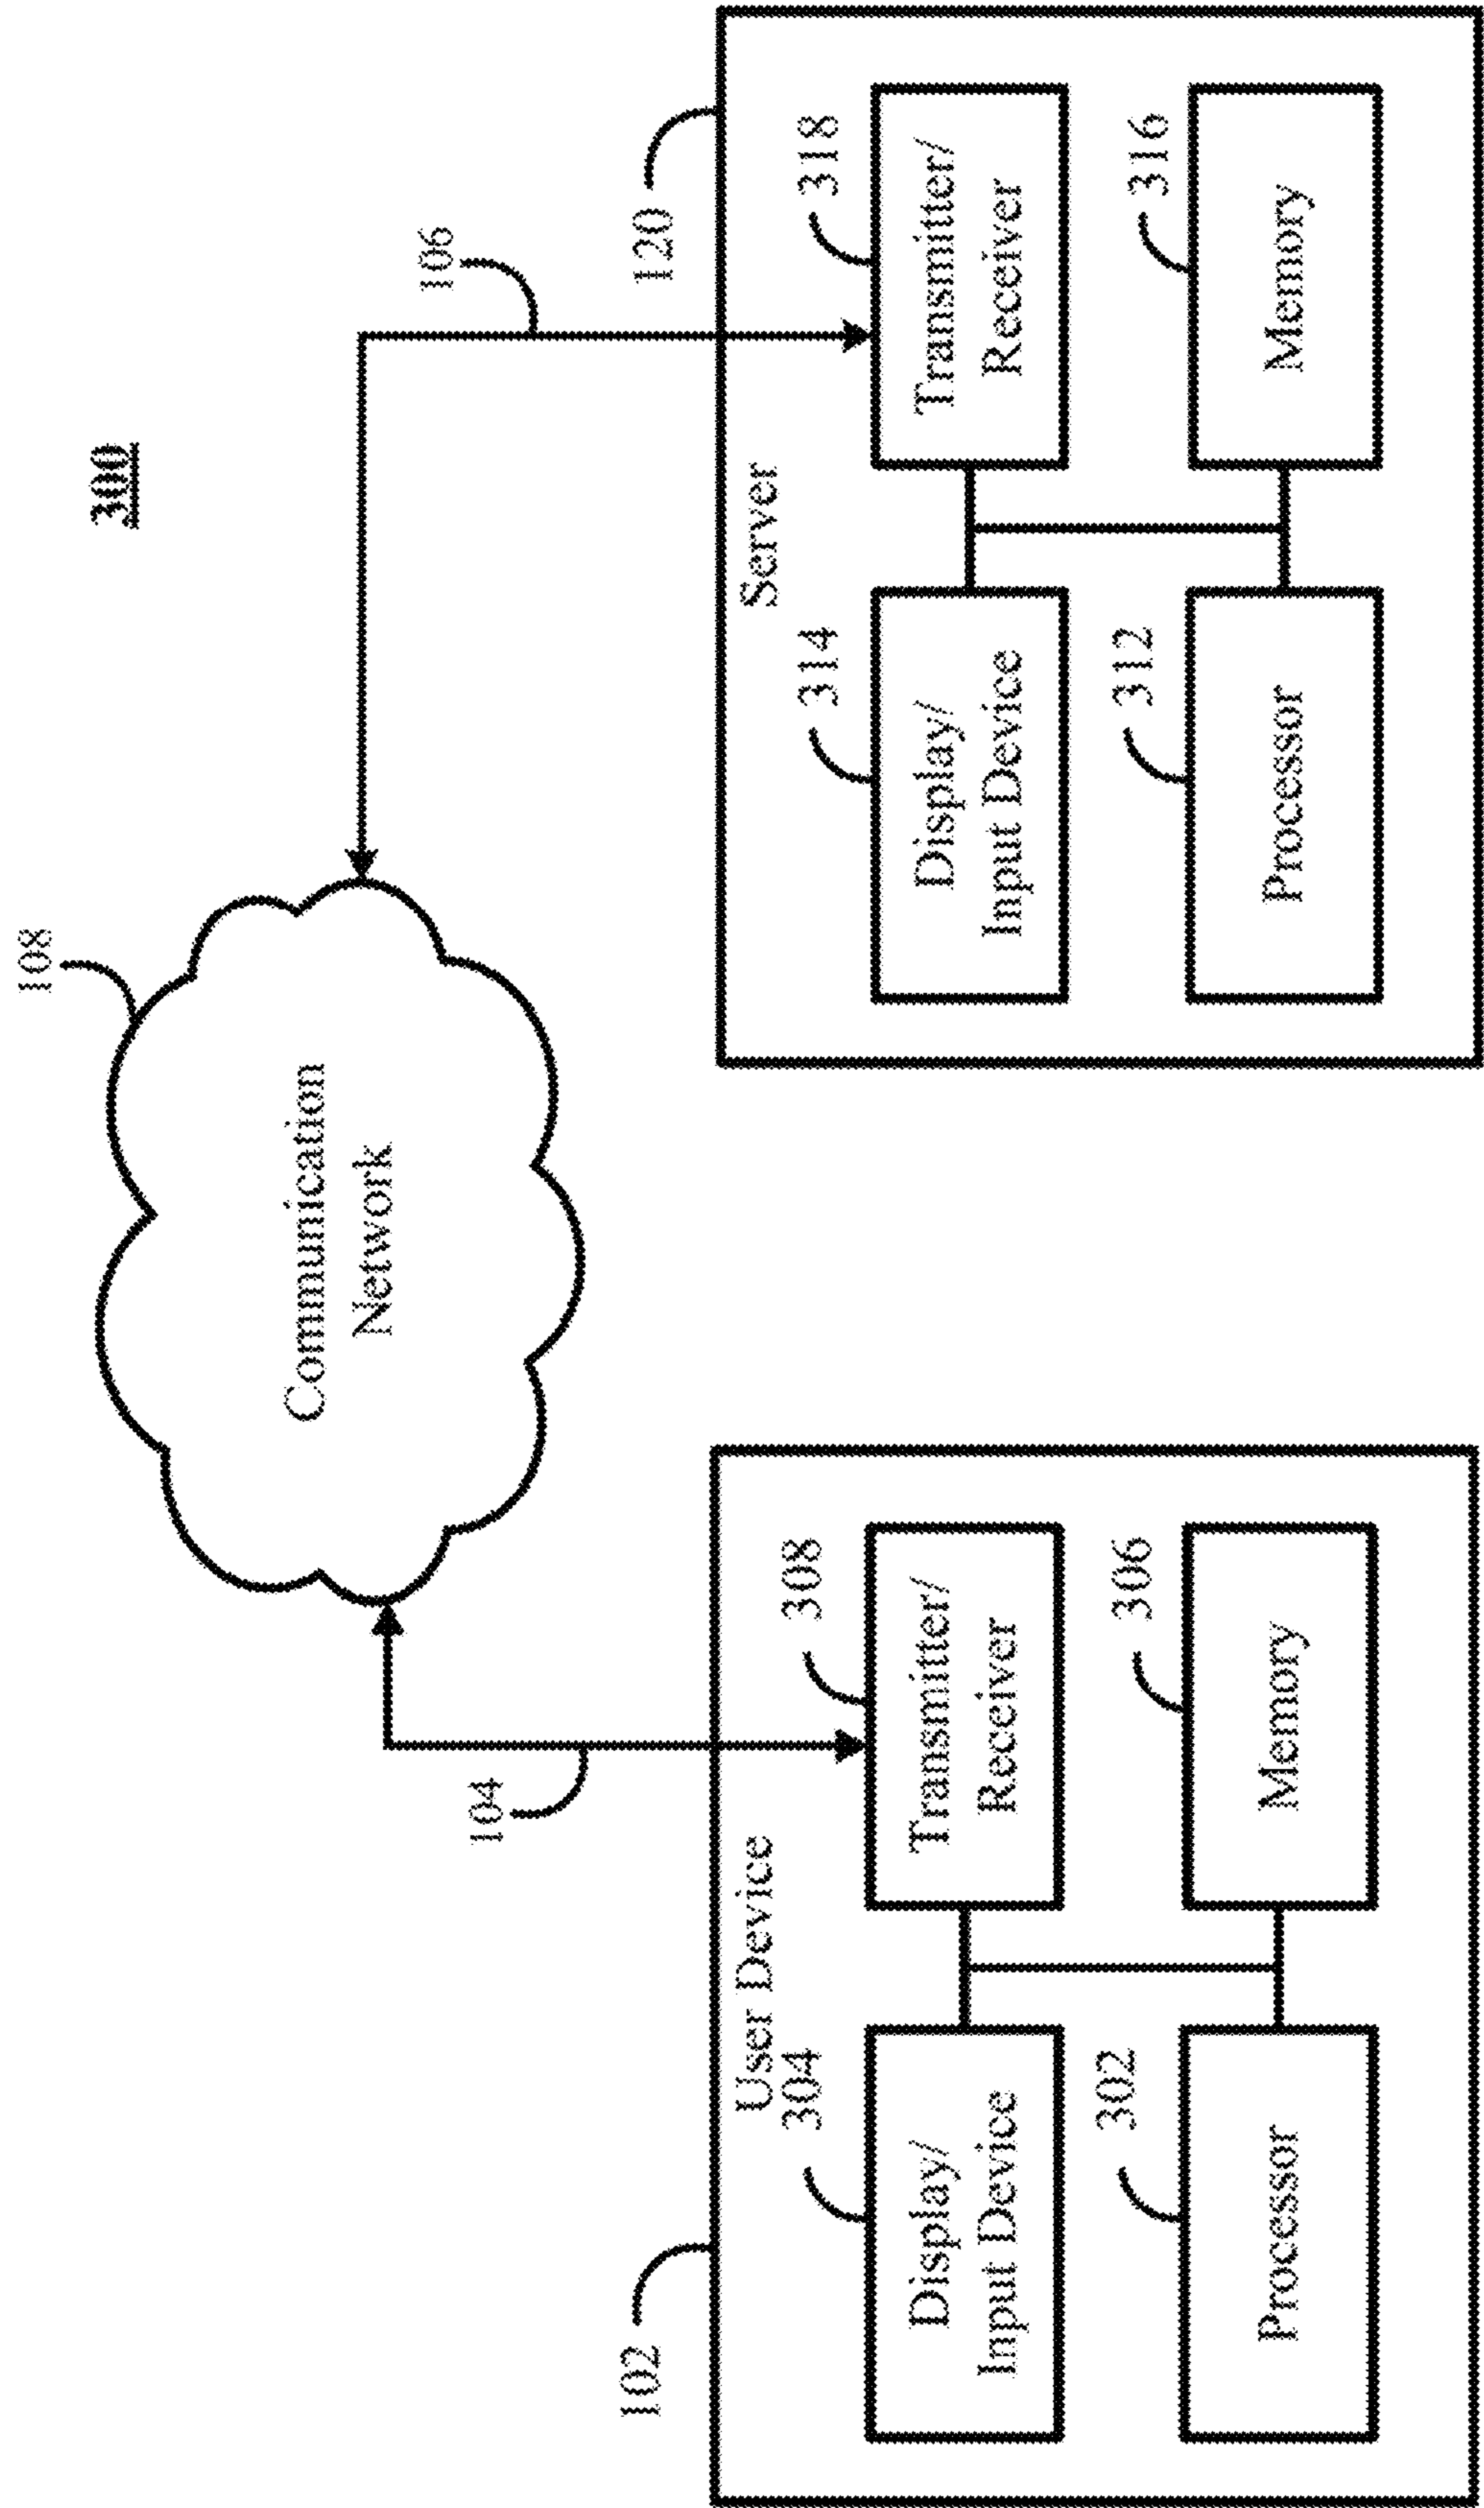 300
108
Communication
Network
106
104
102
User Device
304
Display/
Input Device
308
Transmitter/
Receiver
302
Processor
306
Memory
120
Server
314
Display/
Input Device
318
Transmitter/
Receiver
312
Processor
316
Memory